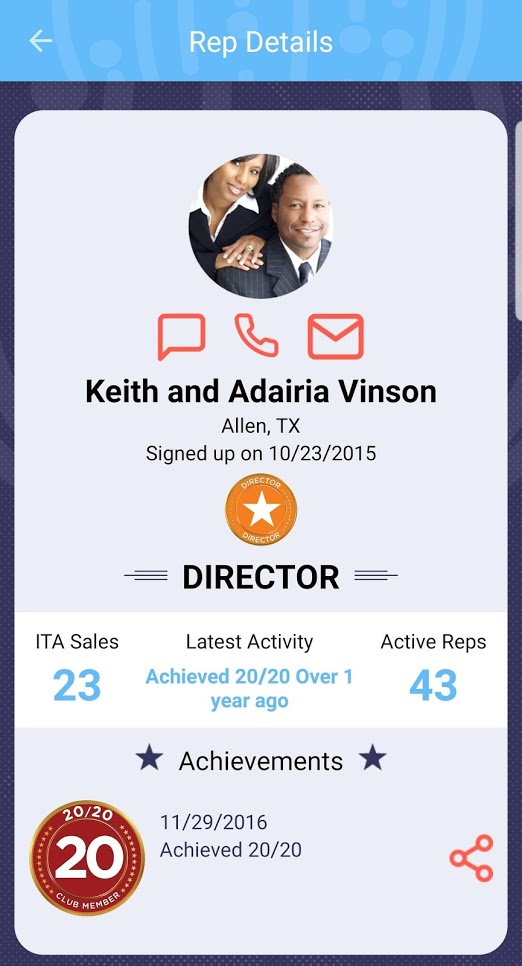 Rep Details
Keith and Adairia Vinson
Allen, TX
Signed up on 10/23/2015
DIRECTOR
DIRECTOR
DIRECTOR
ITA Sales
Latest Activity
Active Reps
23
Achieved 20/20 Over 1
year ago
43
Achievements
20/20
20
CLUB MEMBER
11/29/2016
Achieved 20/20